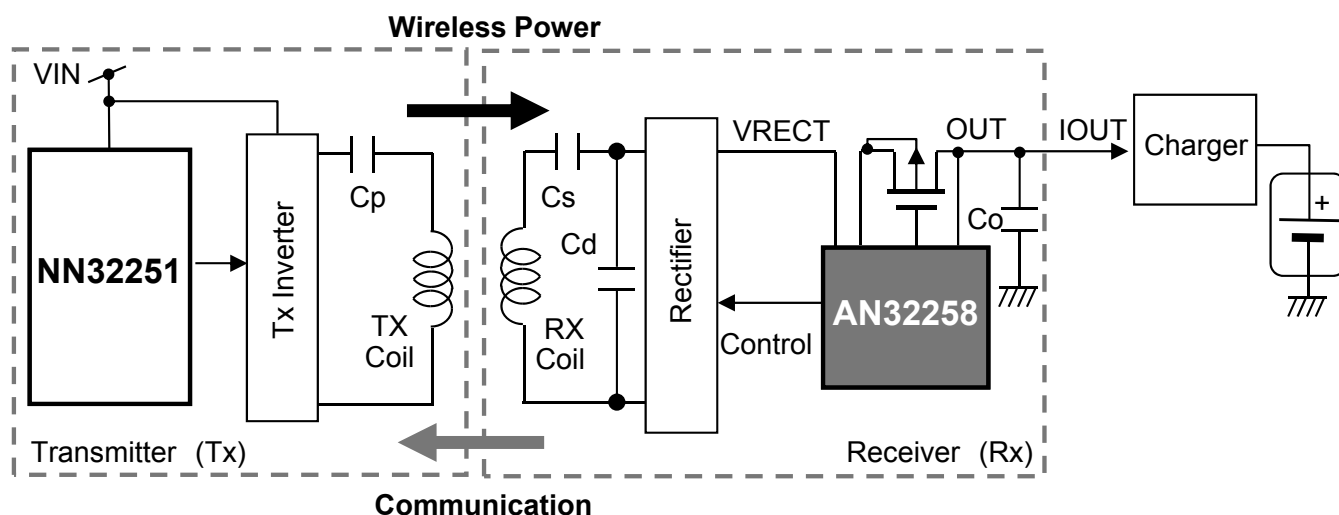 Wireless Power
VIN
NN32251
Tx Inverter
Cp
TX
Coil
Transmitter (Tx)
Cs
Cd
RX
Coil
Rectifier
VRECT
Control
AN32258
OUT
IOUT
Co
Receiver (Rx)
Charger
+
Communication